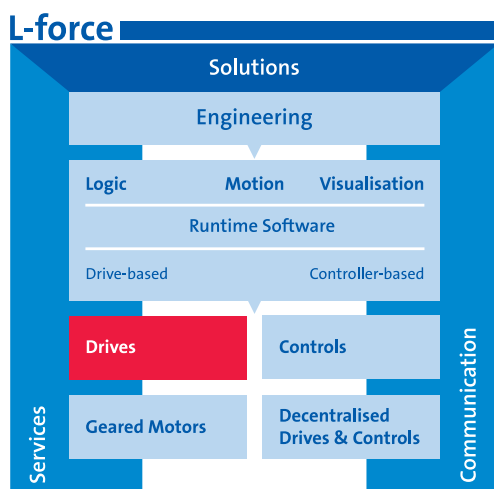 L-force
Solutions
Engineering
Logic Motion Visualisation
Runtime Software
Drive-based Controller-based
Drives Controls
Geared Motors
Decentralised
Drives & Controls
Services
Communication